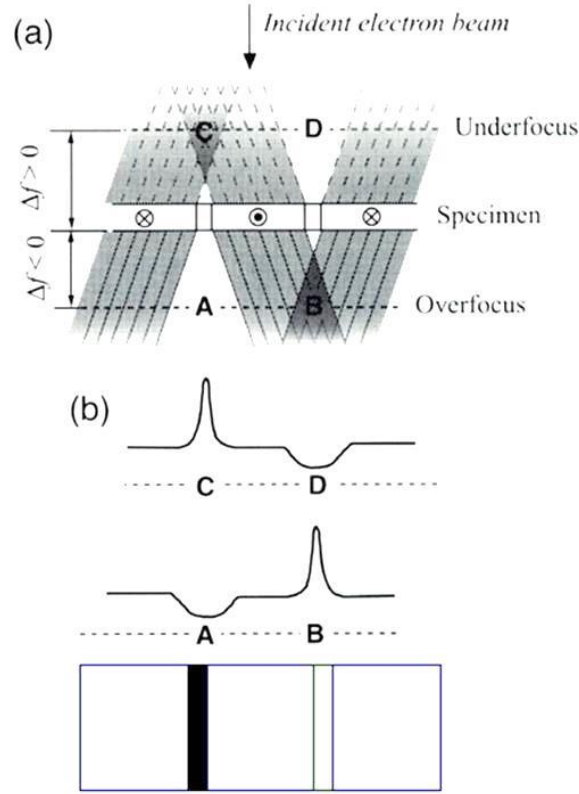 (a)
Incident electron beam
C
D
Underfocus
Δf > 0
Specimen
Δf < 0
A
B
Overfocus
(b)
C
D
A
B